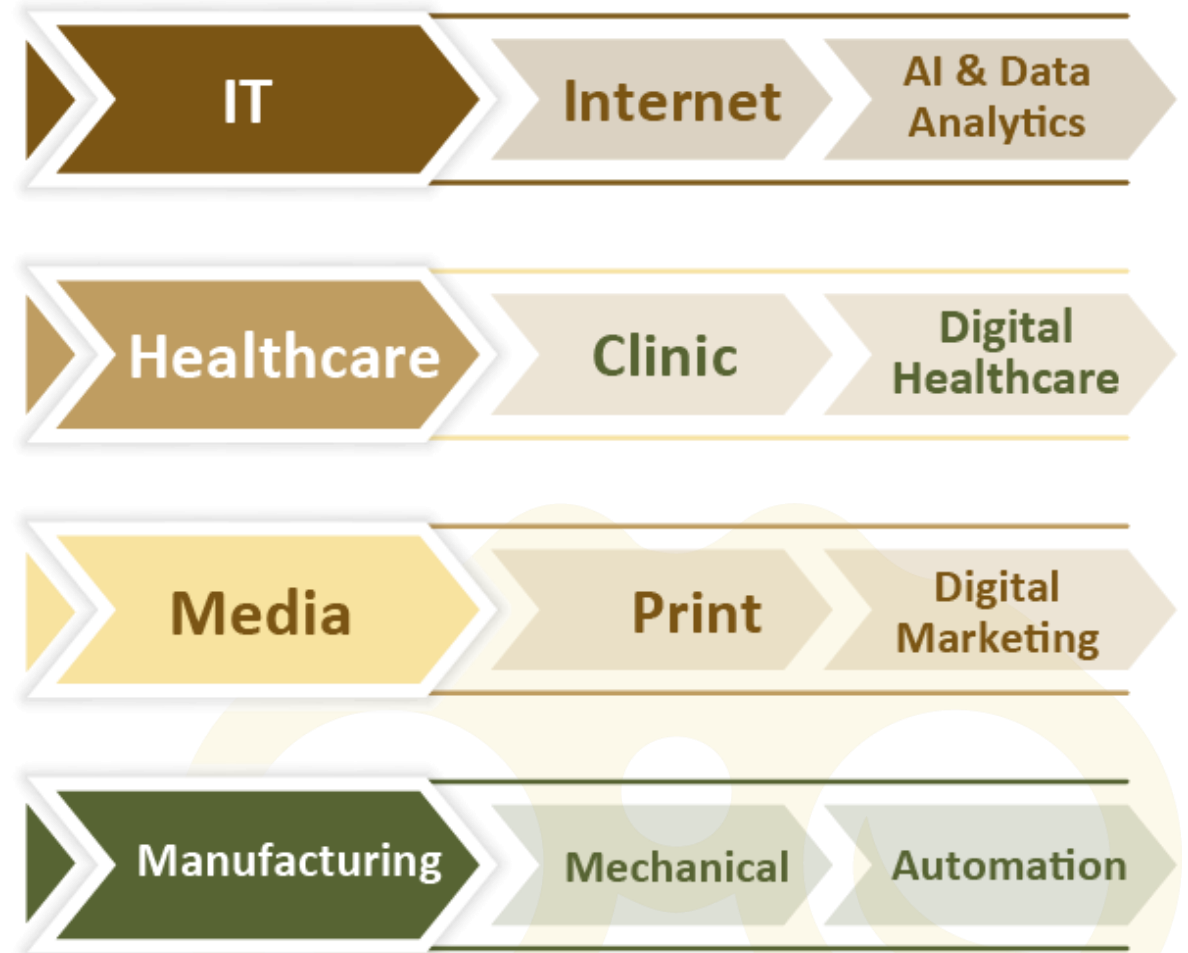 IT
Internet
AI & Data
Analytics
Healthcare
Clinic
Digital
Healthcare
Media
Print
Digital
Marketing
Manufacturing
Mechanical
Automation